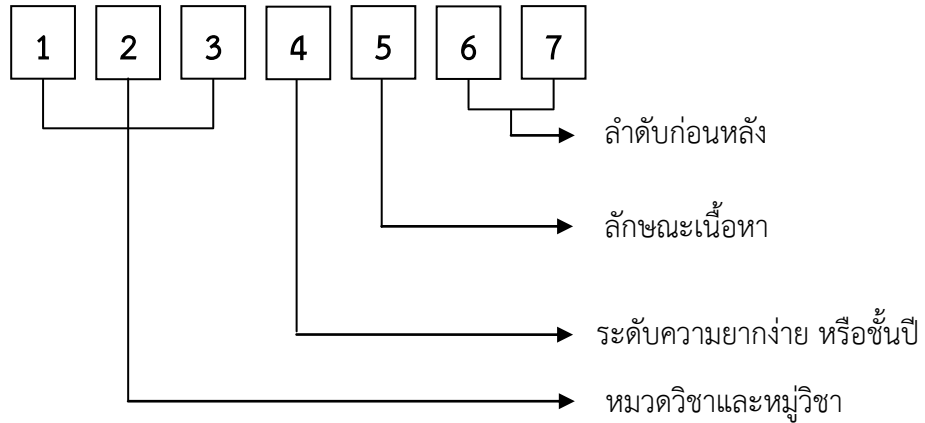 1 2 3 4 5 6 7
ลำดับก่อนหลัง
ลักษณะเนื้อหา
ระดับความยากง่าย หรือชั้นปี
หมวดวิชาและหมู่วิชา